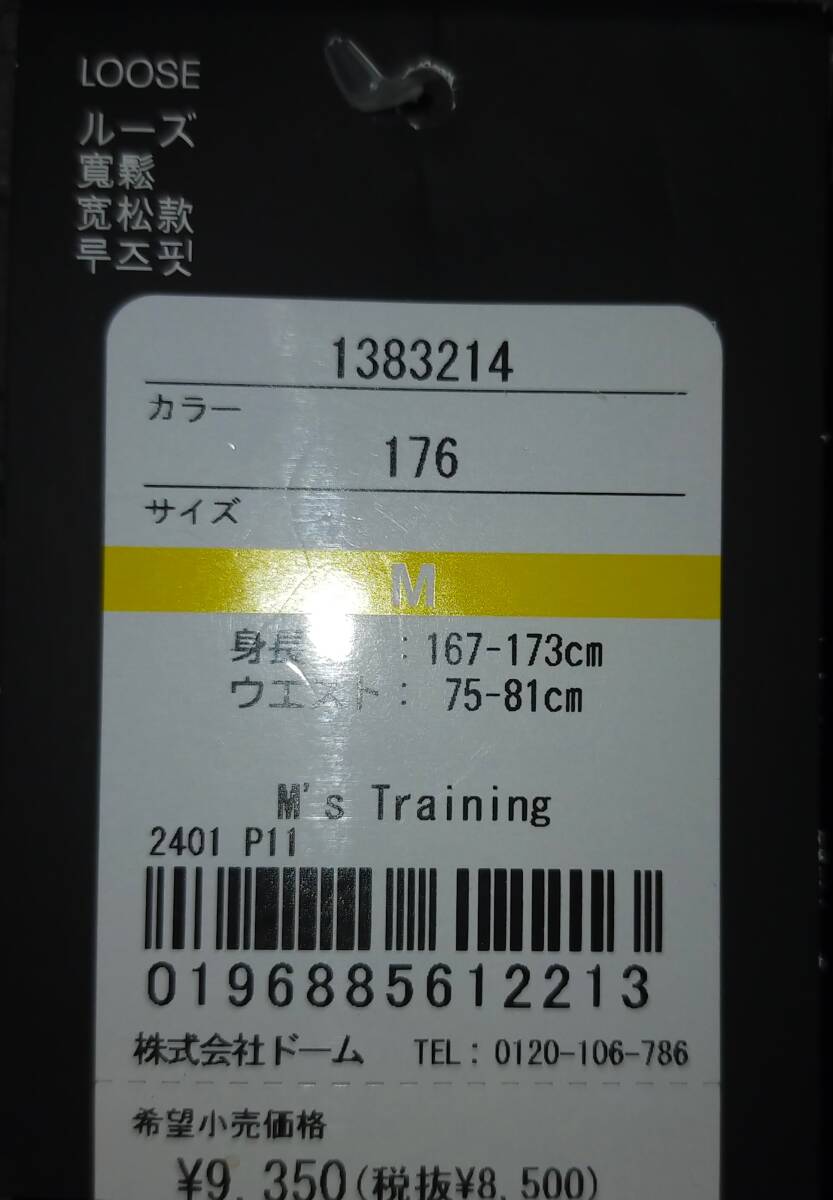 LOOSE
ルーズ
寬鬆
宽松款
루즈핏
1383214
カラー
176
サイズ
M
身長 : 167-173cm
ウエスト: 75-81cm
M's Training
2401 P11
0196885612213
株式会社ドーム TEL: 0120-106-786
希望小売価格
¥9,350(税抜¥8,500)